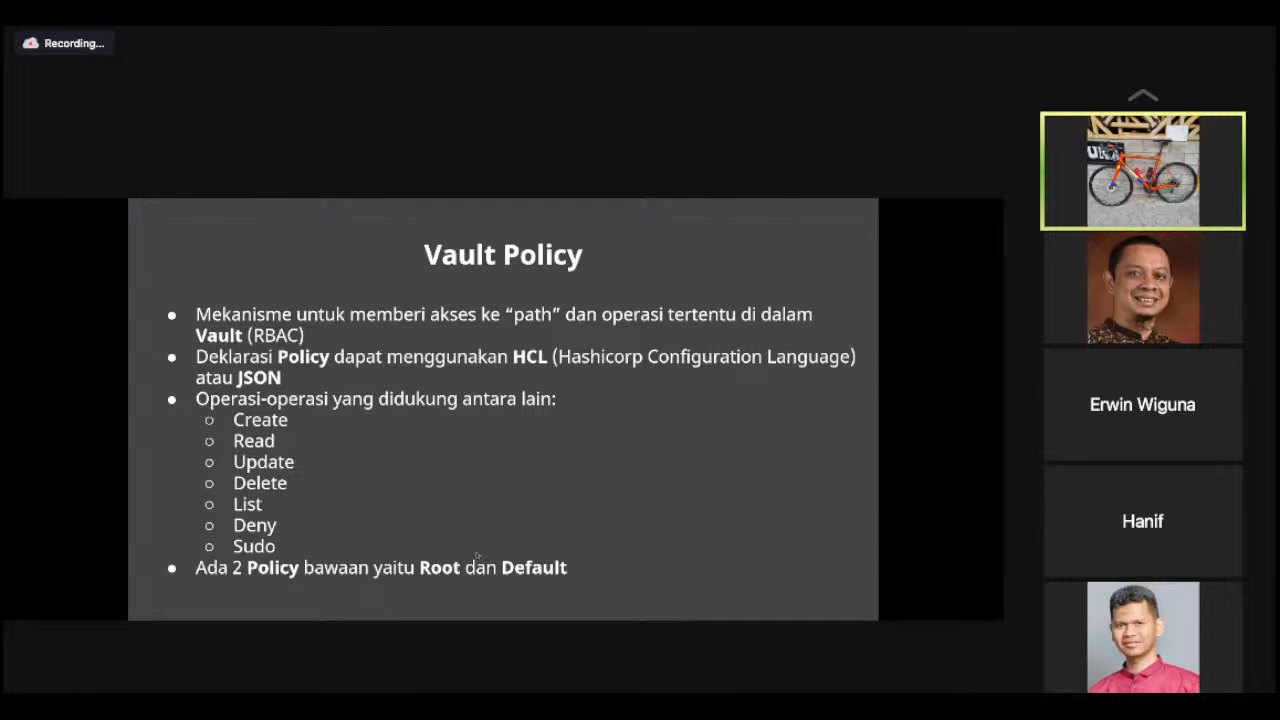 Recording...
Vault Policy
● Mekanisme untuk memberi akses ke “path” dan operasi tertentu di dalam
Vault (RBAC)
● Deklarasi Policy dapat menggunakan HCL (Hashicorp Configuration Language)
atau JSON
● Operasi-operasi yang didukung antara lain:
○ Create
○ Read
○ Update
○ Delete
○ List
○ Deny
○ Sudo
● Ada 2 Policy bawaan yaitu Root dan Default
Erwin Wiguna
Hanif